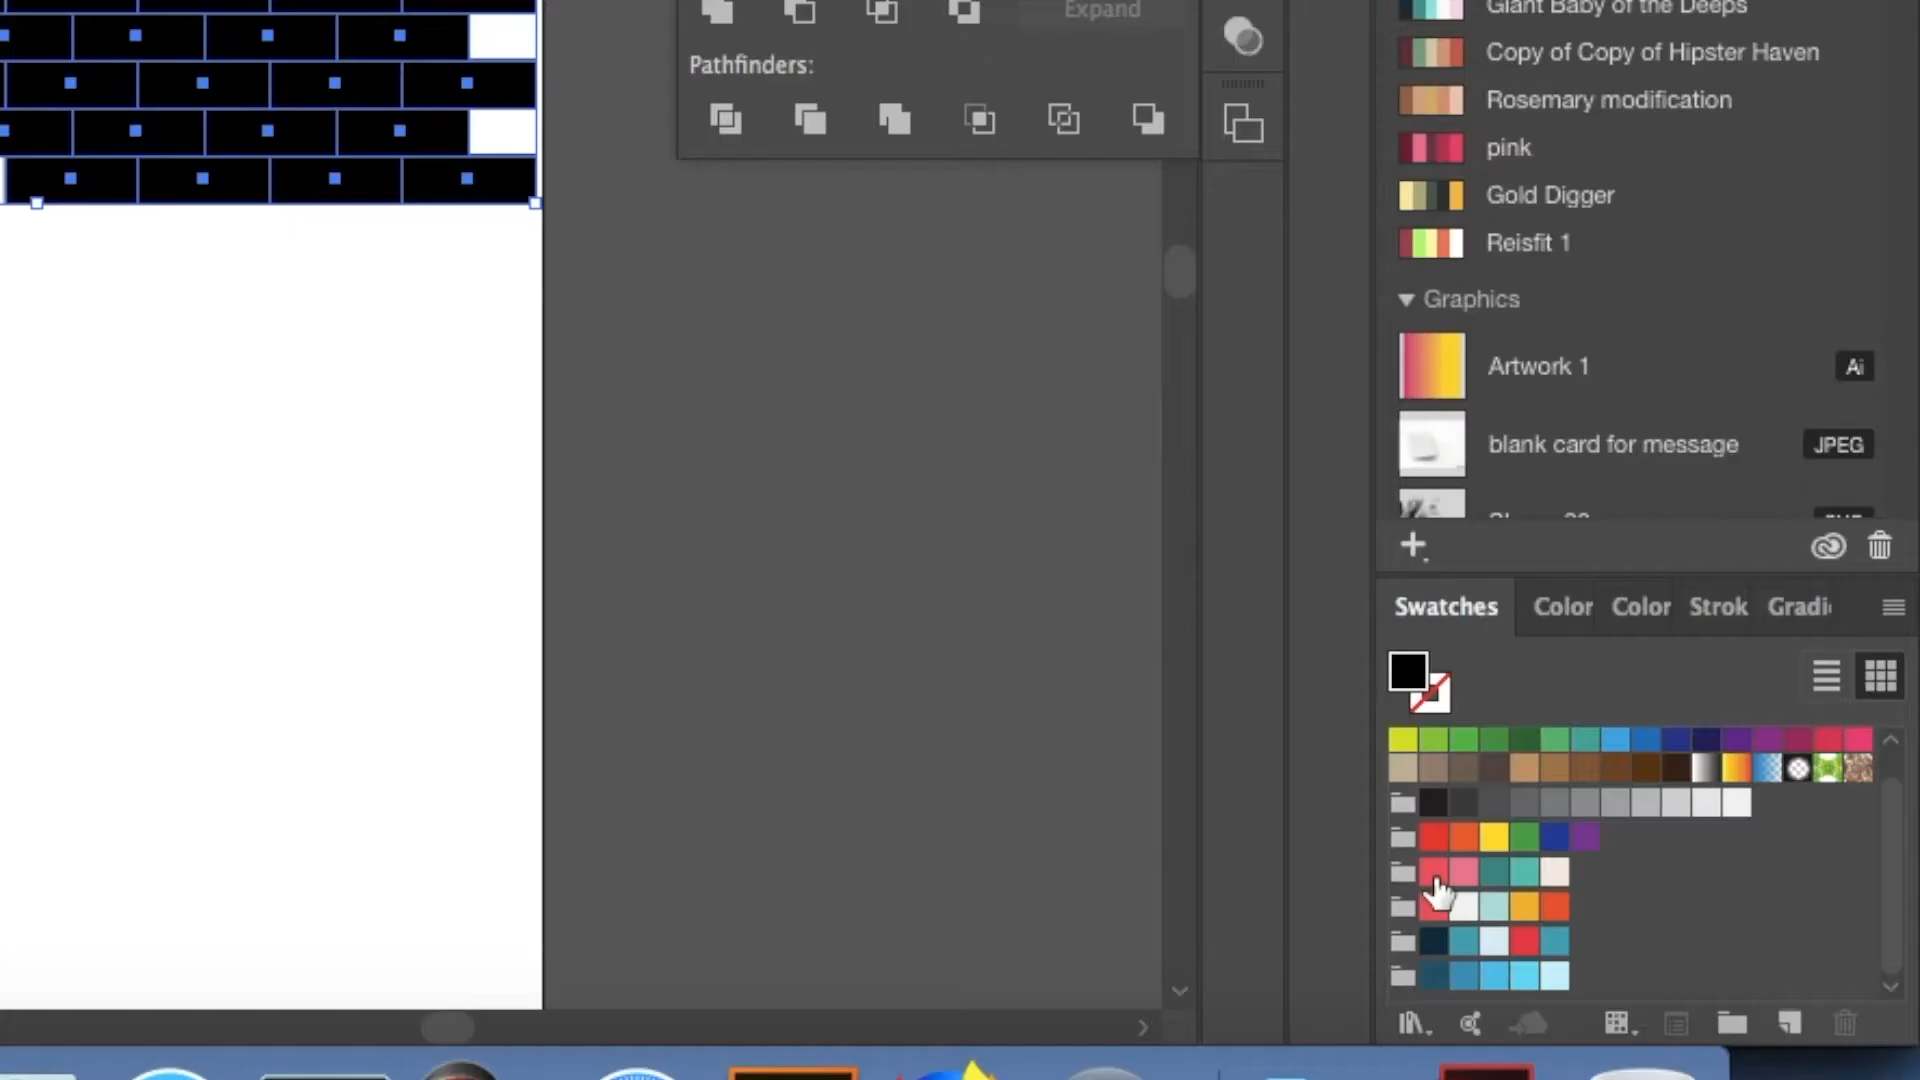 Expand
Pathfinders:
Giant Baby of the Deeps
Copy of Copy of Hipster Haven
Rosemary modification
pink
Gold Digger
Reisfit 1
Graphics
Artwork 1
Ai
blank card for message
JPEG
Swatches
Color
Color
Strok
Gradi